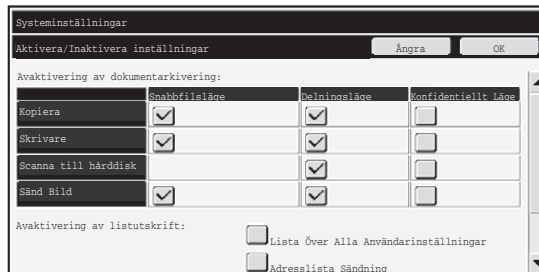 Systeminställningar
Aktivera/Inaktivera inställningar Ångra OK
Avaktivering av dokumentarkivering:
Snabbfilsläge Delningsläge Konfidentiellt Läge
Kopiera
Skrivare
Scanna till hårddisk
Sänd Bild
Avaktivering av listutskrift:
Lista Över Alla Användarinställningar
Adresslista Sändning